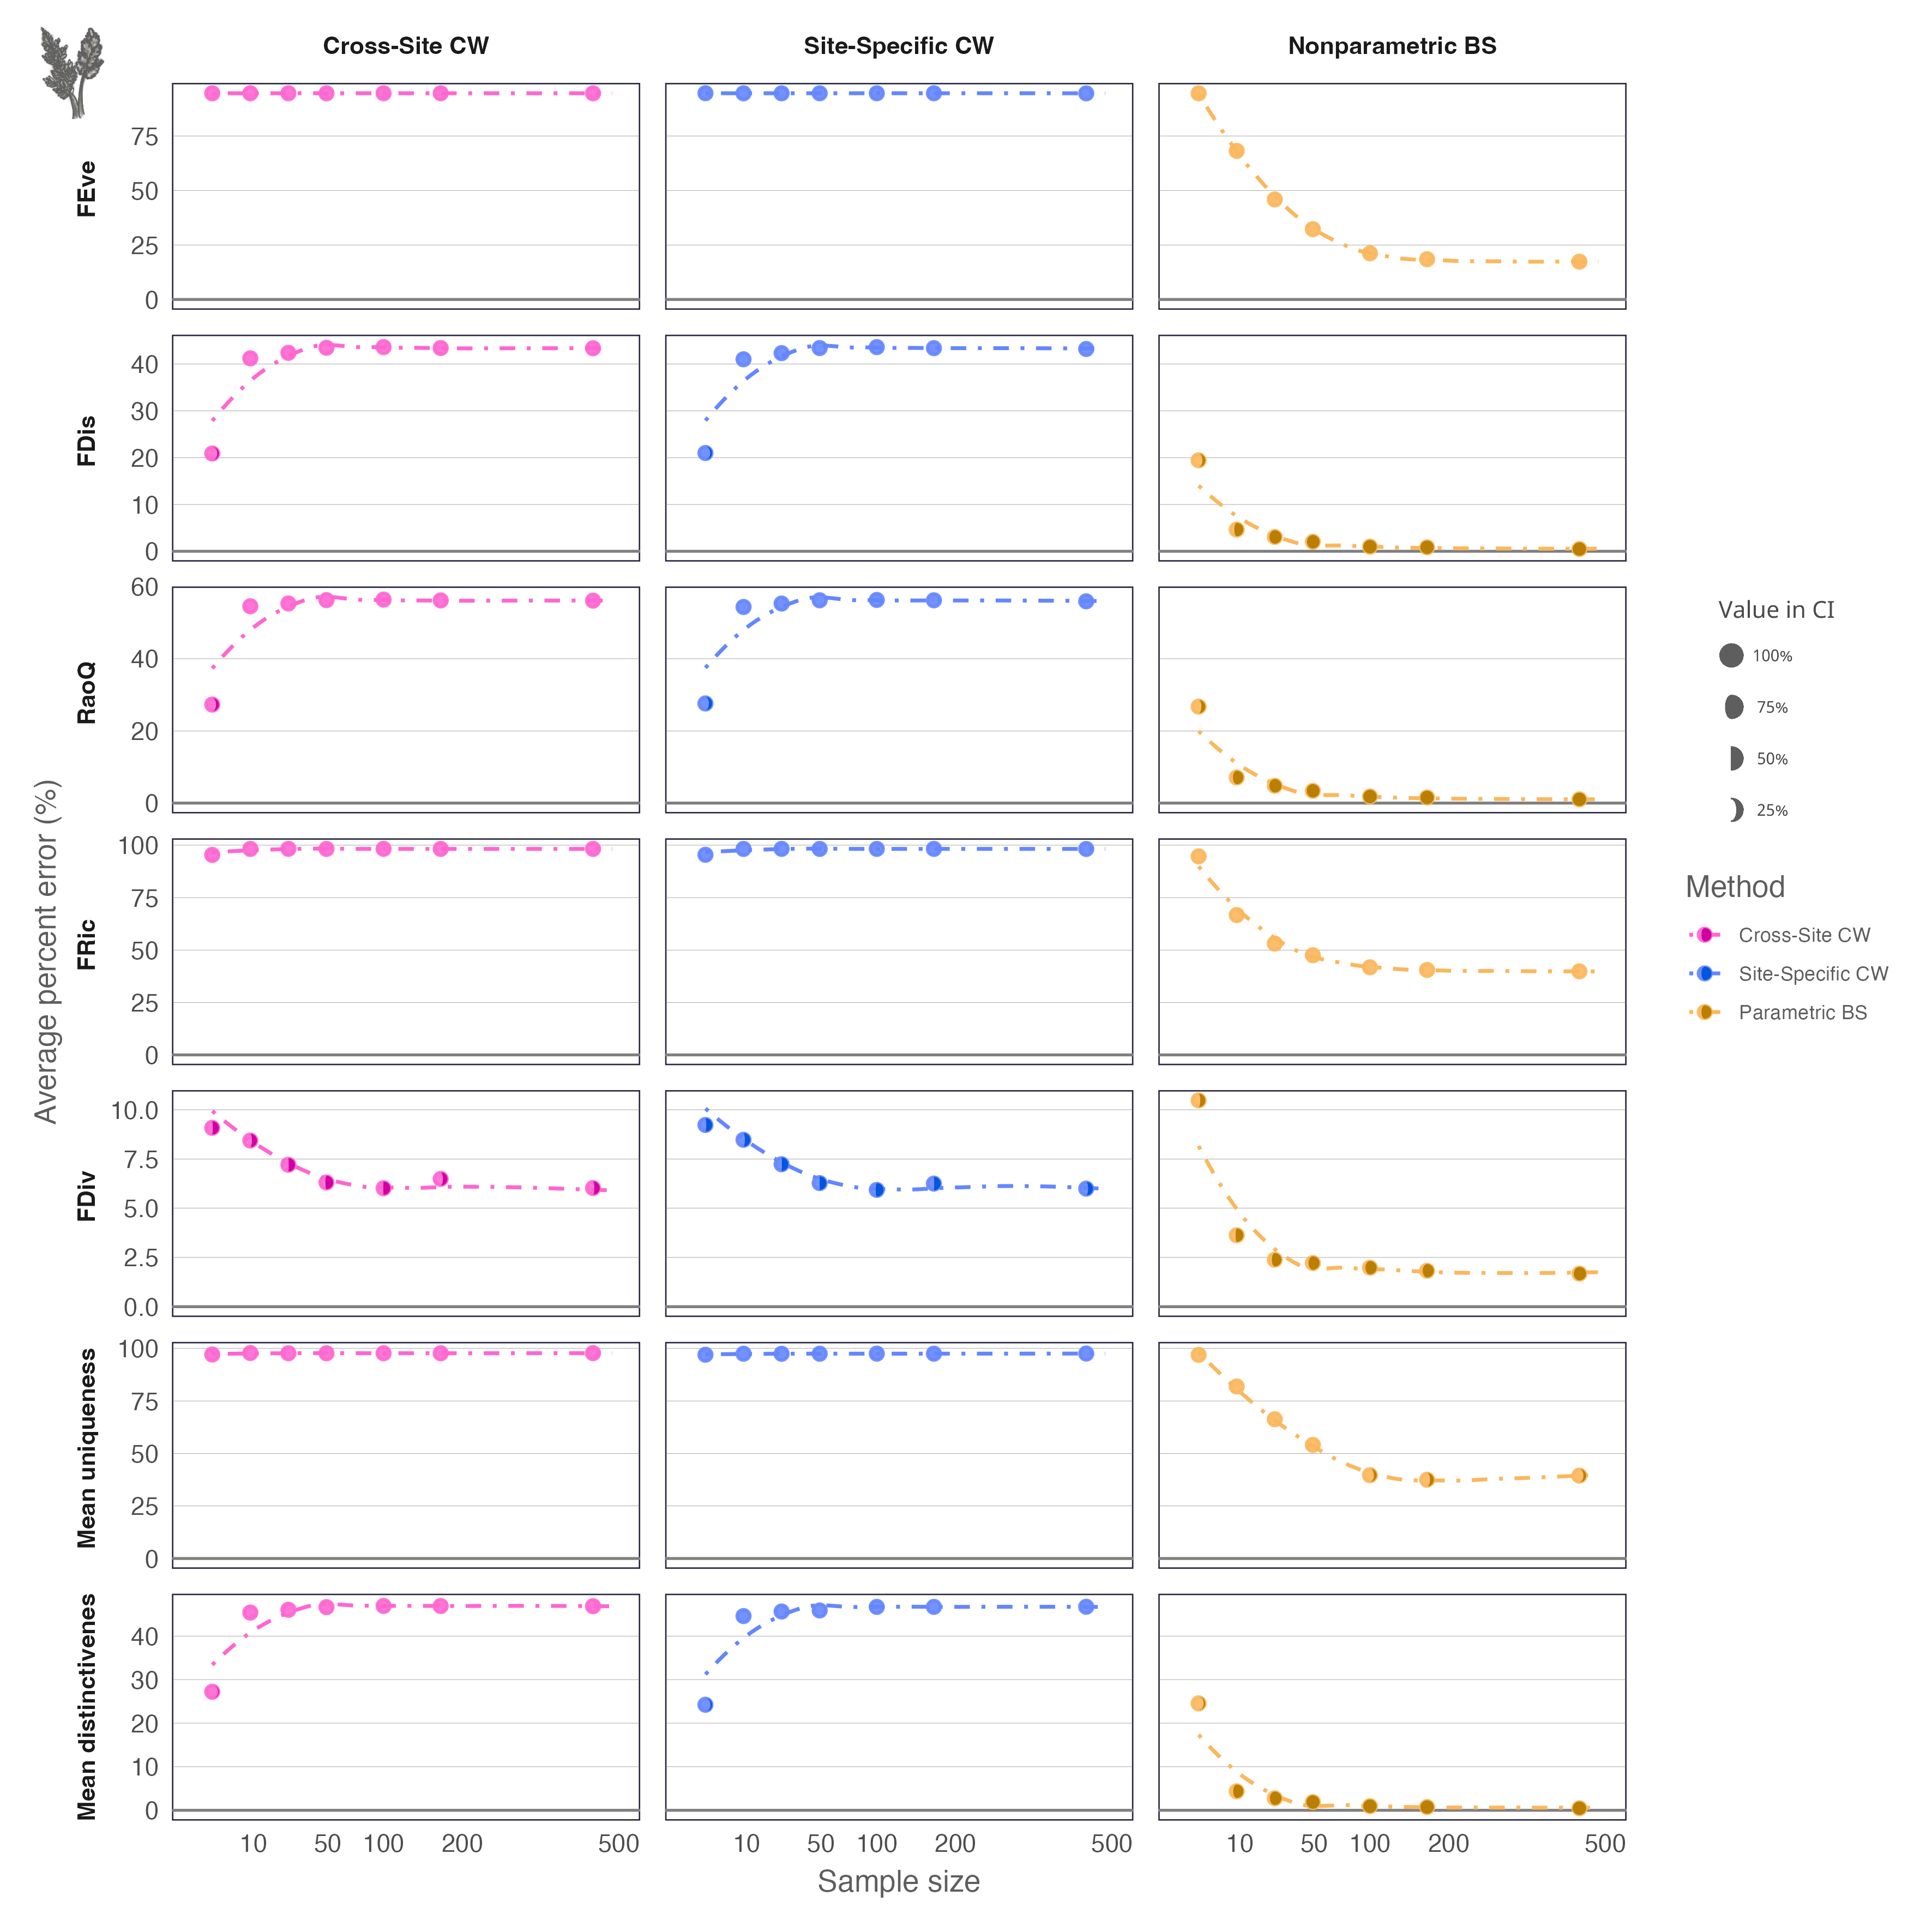 Cross-Site CW Site-Specific CW Nonparametric BS
Average percent error (%)
FEve
75
50
25
0
FDis
40
30
20
10
0
RaoQ
60
40
20
0
FRic
100
75
50
25
0
FDiv
10.0
7.5
5.0
2.5
0.0
Mean uniqueness
100
75
50
25
0
Mean distinctivenes
40
30
20
10
0
10 50 100 200 500 10 50 100 200 500 10 50 100 200 500
Sample size
Value in CI
100%
75%
50%
25%
Method
Cross-Site CW
Site-Specific CW
Parametric BS